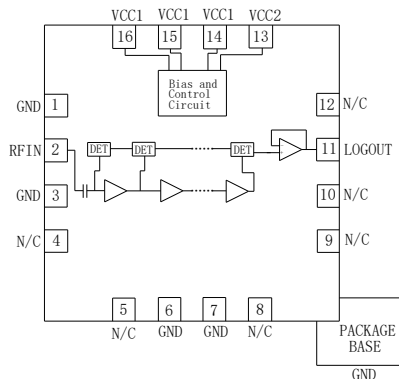 VCC1 VCC1 VCC1 VCC2
16 15 14 13
Bias and
Control
Circuit
GND 1
12 N/C
RFIN 2
DET DET DET
11 LOGOUT
GND 3
10 N/C
N/C 4
9 N/C
5 6 7 8
N/C GND GND N/C
PACKAGE
BASE
GND